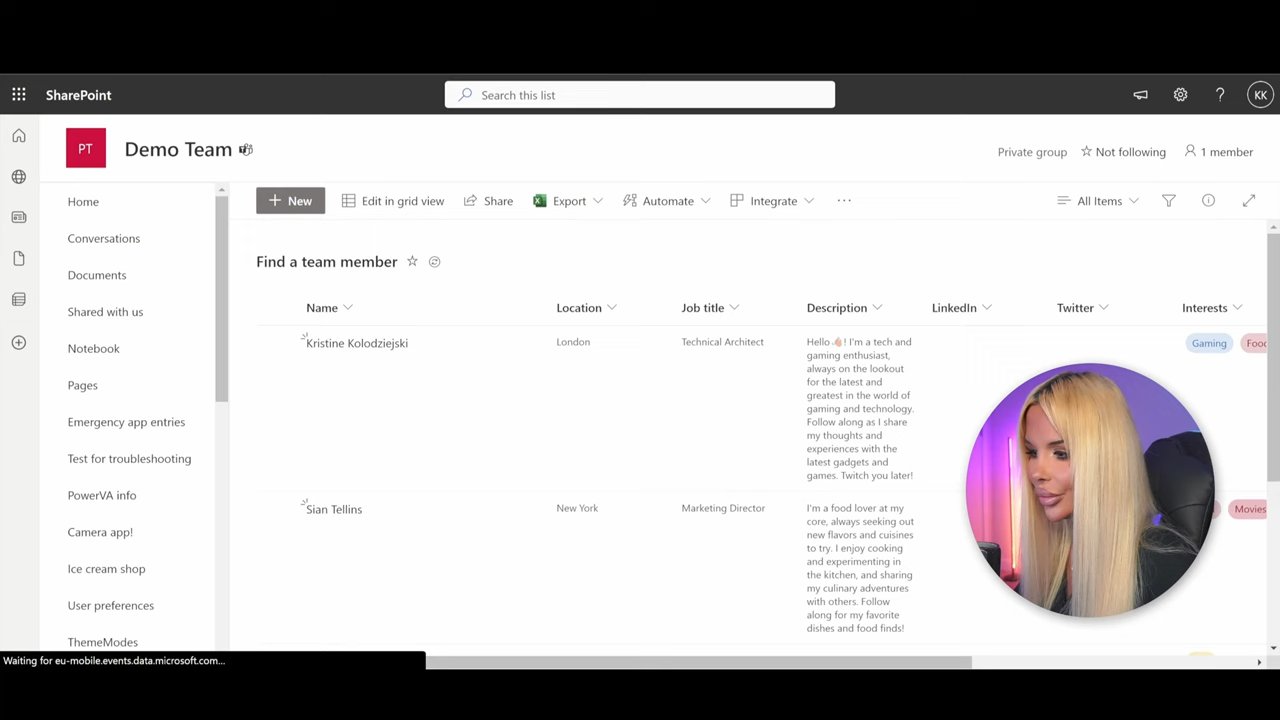 SharePoint
Search this list
KK
PT
Demo Team
Private group
Not following
1 member
Home
Conversations
Documents
Shared with us
Notebook
Pages
Emergency app entries
Test for troubleshooting
PowerVA info
Camera app!
Ice cream shop
User preferences
ThemeModes
New
Edit in grid view
Share
Export
Automate
Integrate
All Items
Find a team member
Name
Location
Job title
Description
LinkedIn
Twitter
Interests
Kristine Kolodziejski
London
Technical Architect
Hello👋🏼! I'm a tech and
gaming enthusiast,
always on the lookout
for the latest and
greatest in the world of
gaming and technology.
Follow along as I share
my thoughts and
experiences with the
latest gadgets and
games. Twitch you later!
Gaming
Food
Sian Tellins
New York
Marketing Director
I'm a food lover at my
core, always seeking out
new flavors and cuisines
to try. I enjoy cooking
and experimenting in
the kitchen, and sharing
my culinary adventures
with others. Follow
along for my favorite
dishes and food finds!
Movies
Waiting for eu-mobile.events.data.microsoft.com...